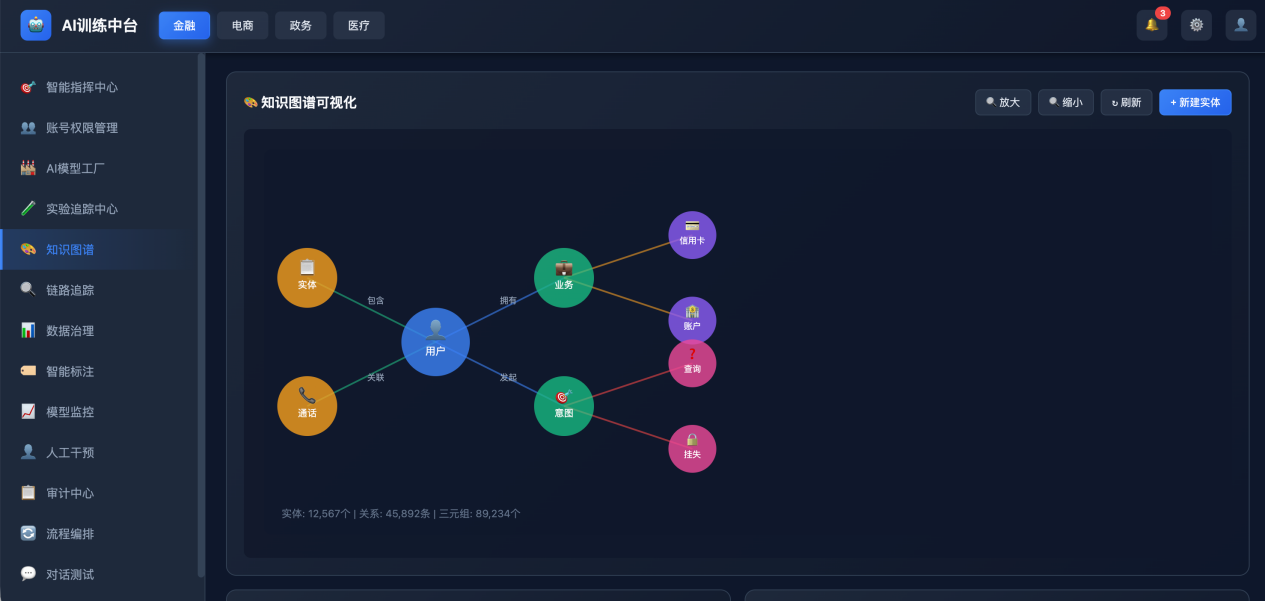 AI训练中台
金融
电商
政务
医疗
3
智能指挥中心
账号权限管理
AI模型工厂
实验追踪中心
知识图谱
链路追踪
数据治理
智能标注
模型监控
人工干预
审计中心
流程编排
对话测试
知识图谱可视化
放大
缩小
↻ 刷新
+ 新建实体
信用卡
实体
业务
包含
拥有
账户
用户
查询
关联
发起
通话
意图
挂失
实体: 12,567个 | 关系: 45,892条 | 三元组: 89,234个